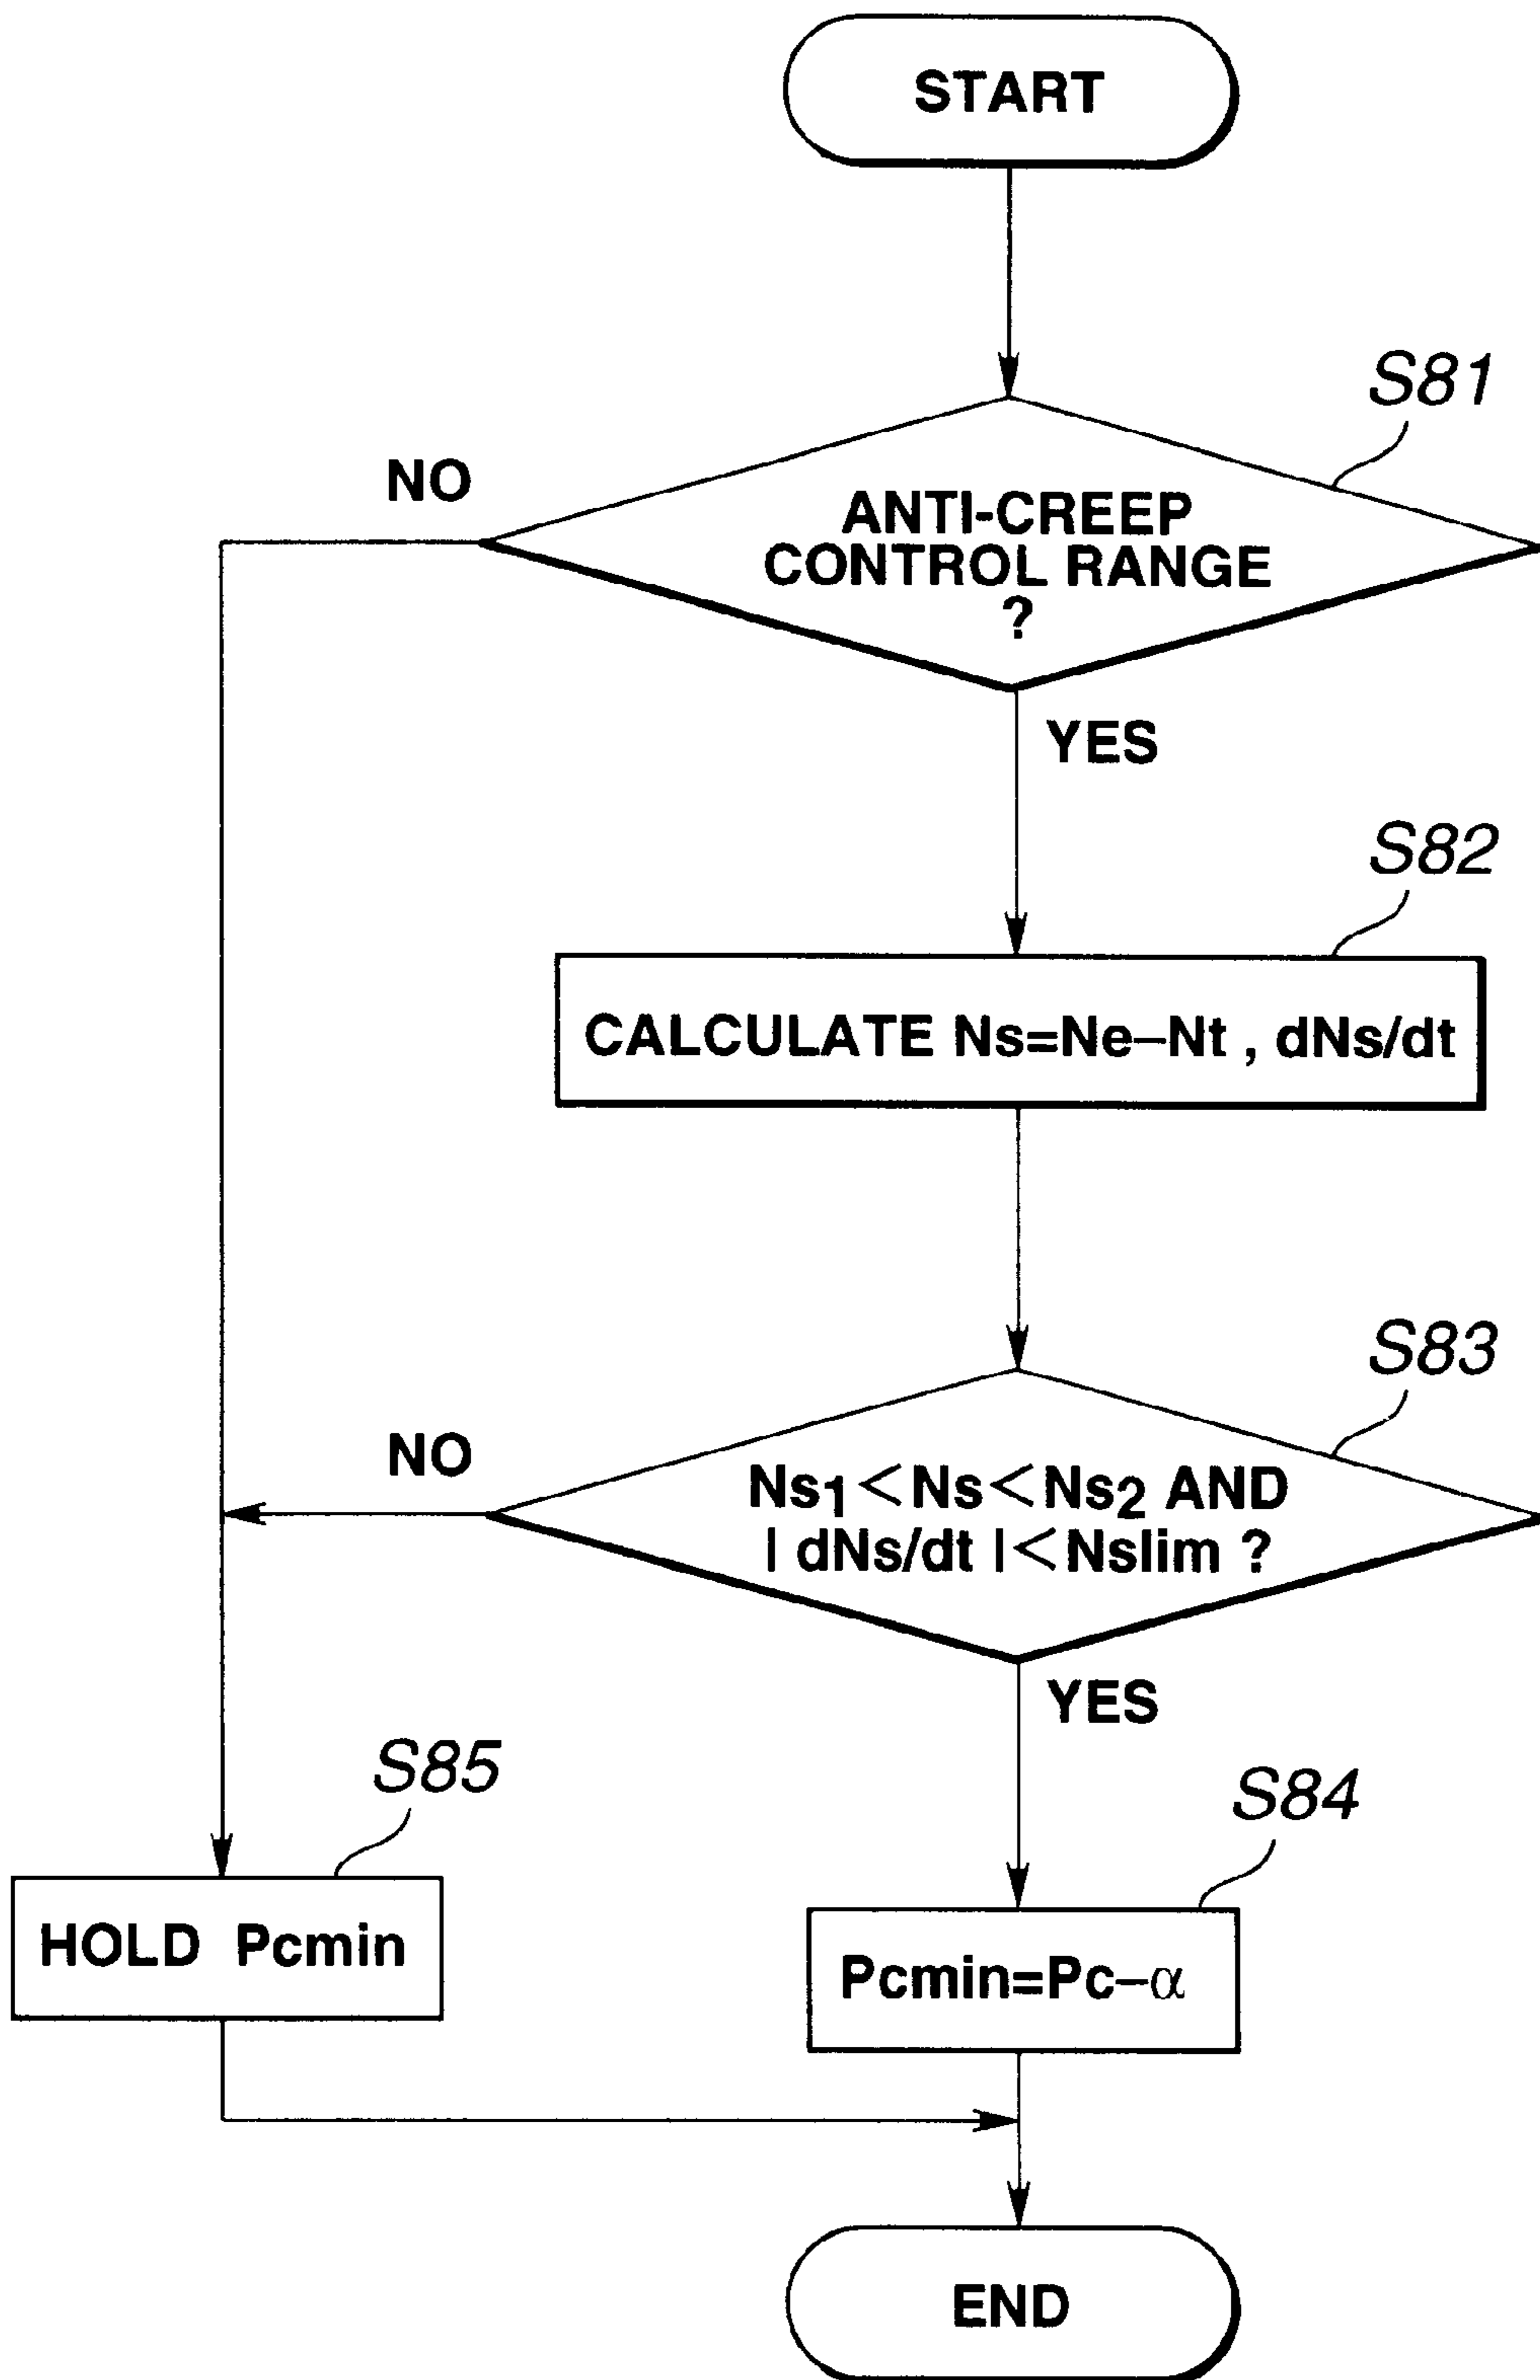 START
S81
NO
ANTI-CREEP
CONTROL RANGE
?
YES
S82
CALCULATE Ns=Ne−Nt , dNs/dt
S83
NO
Ns1<Ns<Ns2 AND
| dNs/dt |<Nslim ?
YES
S85
S84
HOLD Pcmin
Pcmin=Pc−α
END